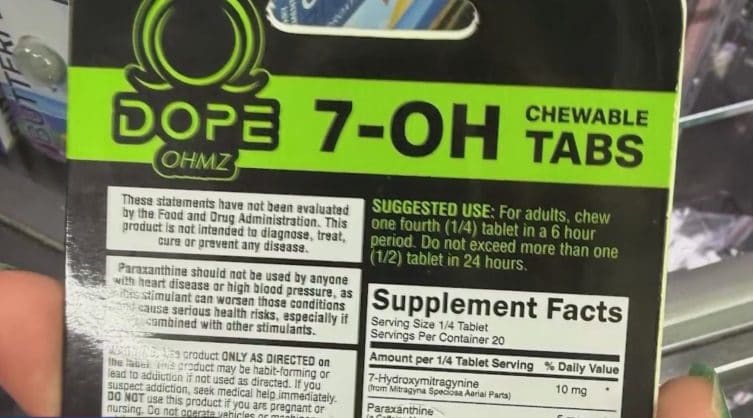 DOPE
OHMZ
7-OH
CHEWABLE
TABS
These statements have not been evaluated
by the Food and Drug Administration. This
product is not intended to diagnose, treat,
cure or prevent any disease.
Paraxanthine should not be used by anyone
with heart disease or high blood pressure, as
this stimulant can worsen those conditions
cause serious health risks, especially if
combined with other stimulants.
product ONLY AS DIRECTED on
the label. This product may be habit-forming or
lead to addiction if not used as directed. If you
suspect addiction, seek medical help immediately.
DO NOT use this product if you are pregnant or
nursing. Do not operate vehicles or
SUGGESTED USE: For adults, chew
one fourth (1/4) tablet in a 6 hour
period. Do not exceed more than one
(1/2) tablet in 24 hours.
Supplement Facts
Serving Size 1/4 Tablet
Servings Per Container 20
Amount per 1/4 Tablet Serving % Daily Value
7-Hydroxymitragynine 10 mg *
(from Mitragyna Speciosa Aerial Parts)
Paraxanthine